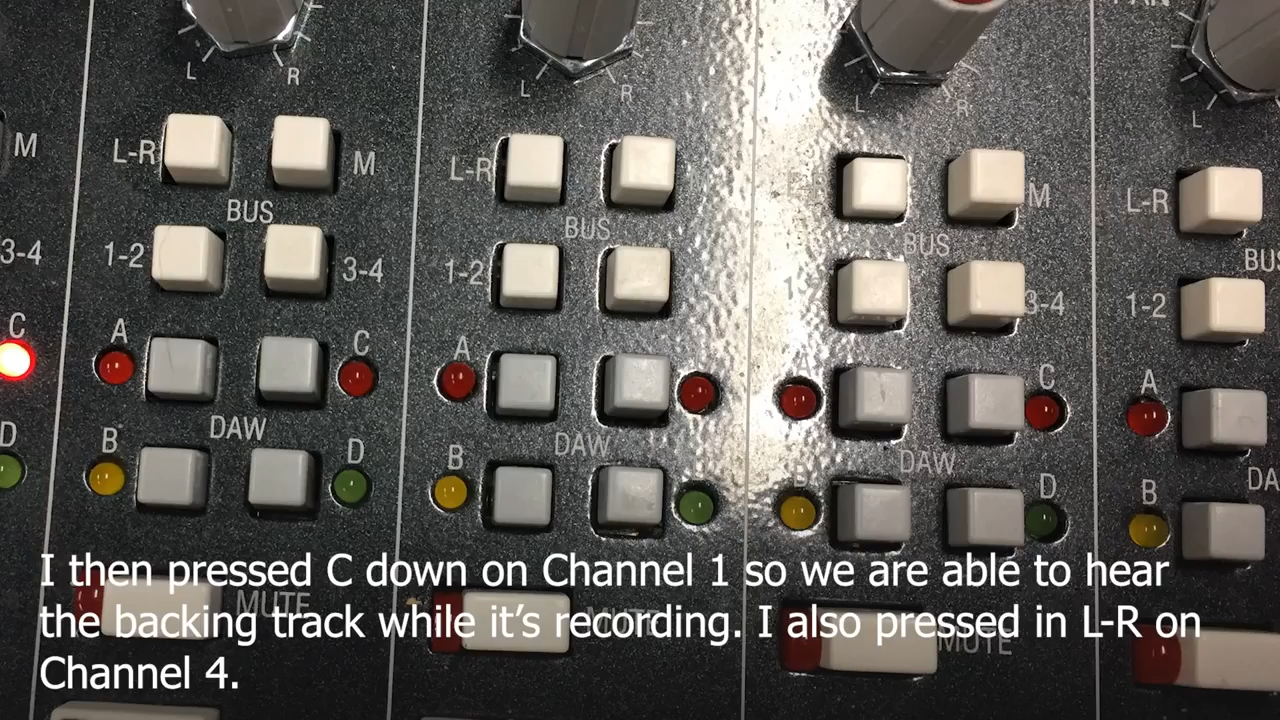 PAN
L R L R L R L
M L-R M L-R M L-R
BUS BUS BUS BUS
3-4 1-2 3-4 1-2 3-4 1-2
C A C A A C A
DAW DAW DAW DA
D B D B B D B
MUTE MUTE MUTE
I then pressed C down on Channel 1 so we are able to hear
the backing track while it’s recording. I also pressed in L-R on
Channel 4.